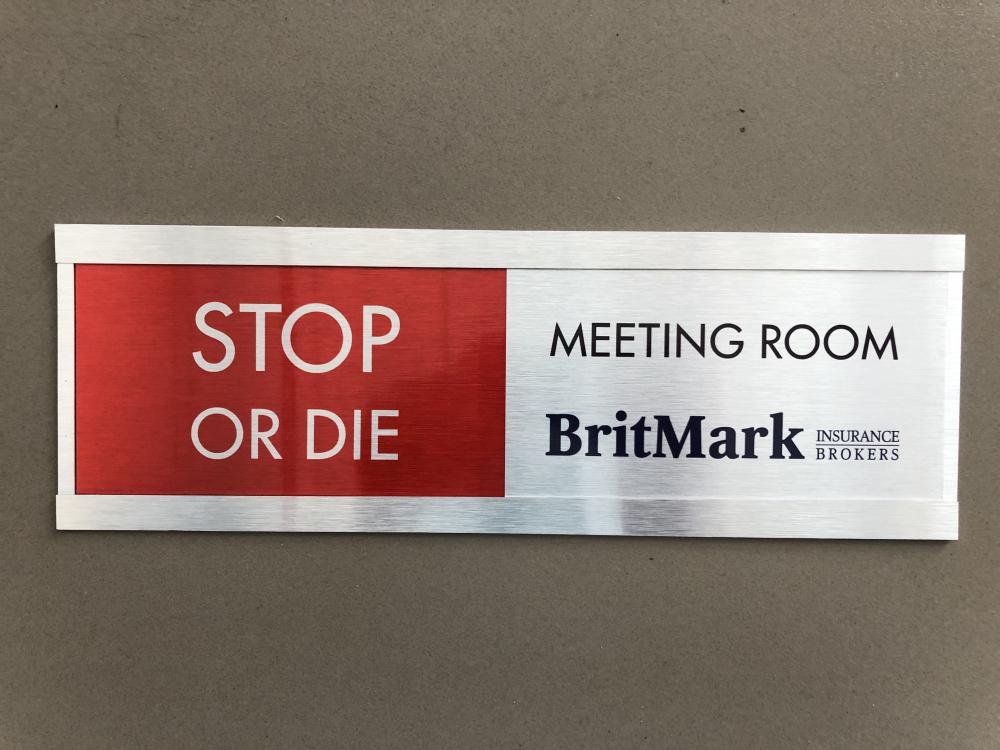 STOP
OR DIE
MEETING ROOM
BritMark INSURANCE
BROKERS